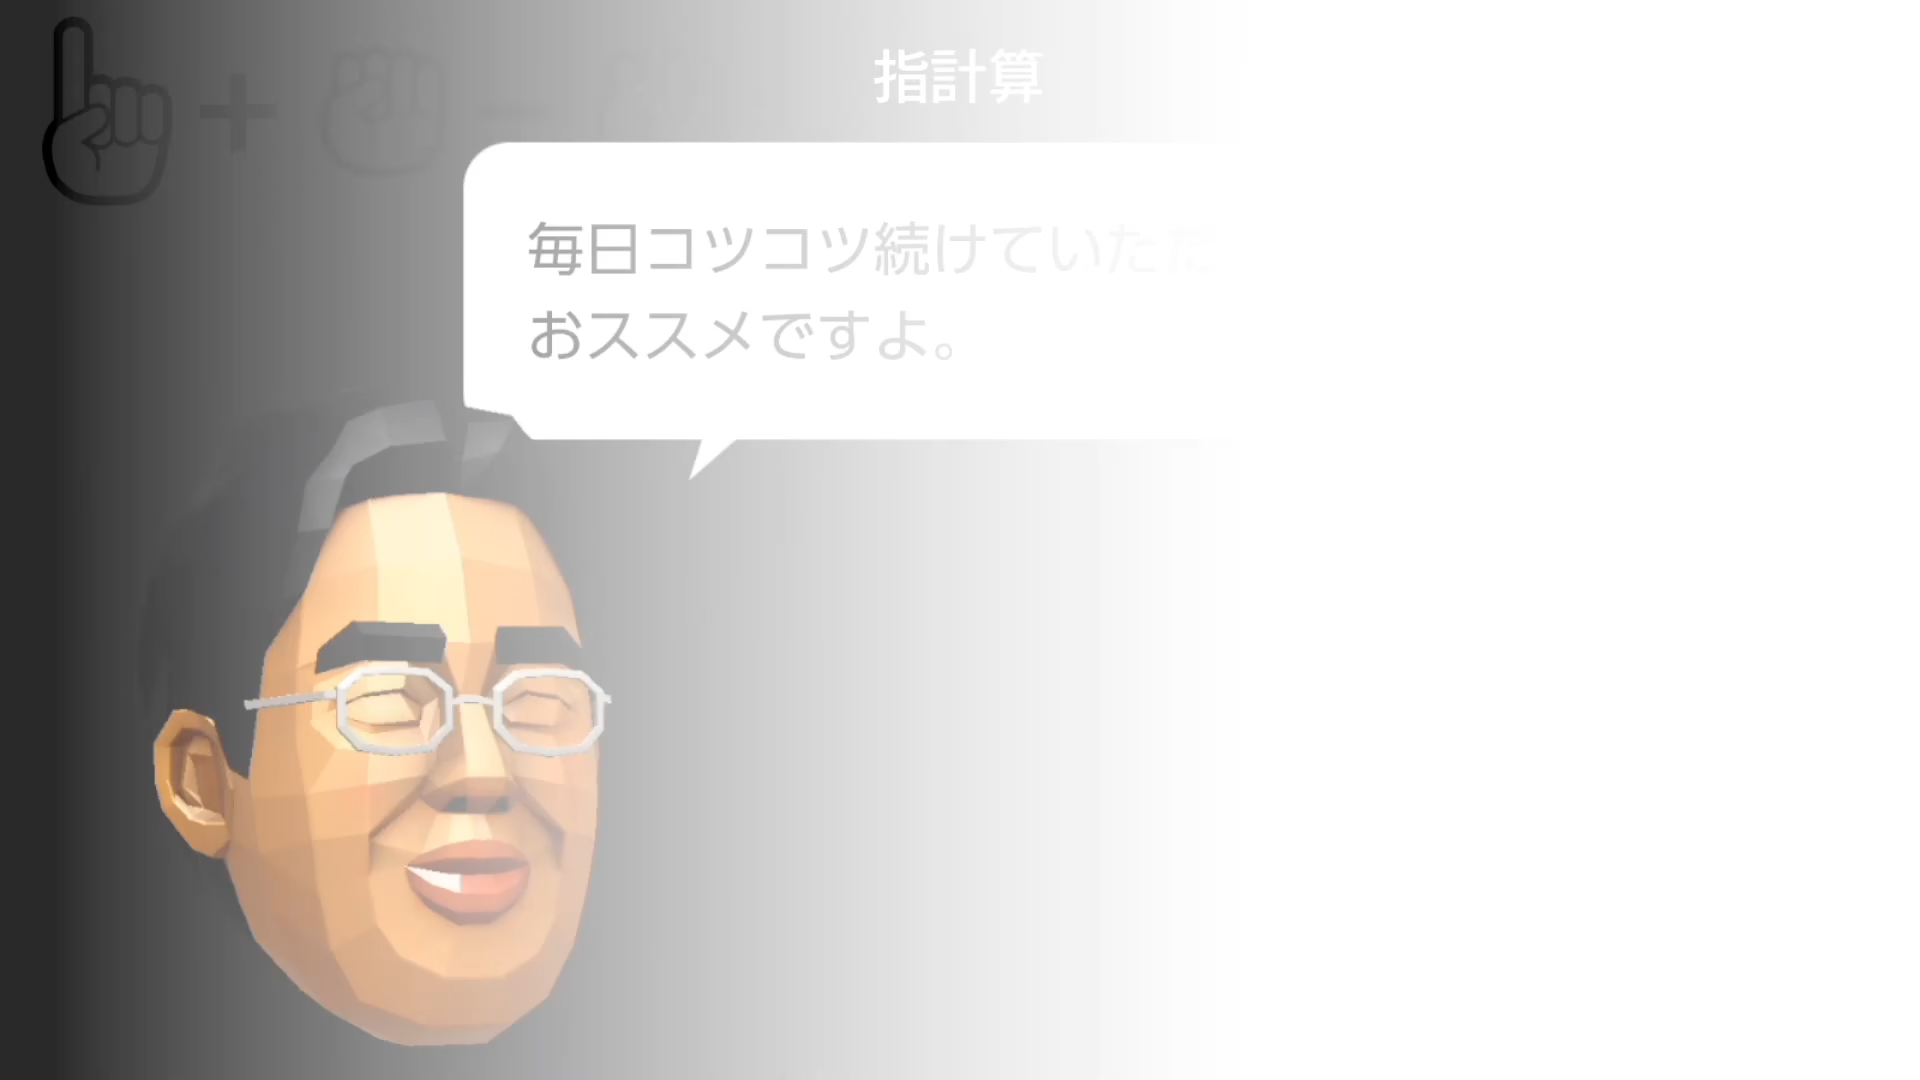 指計算
毎日コツコツ続けていただ
おススメですよ。